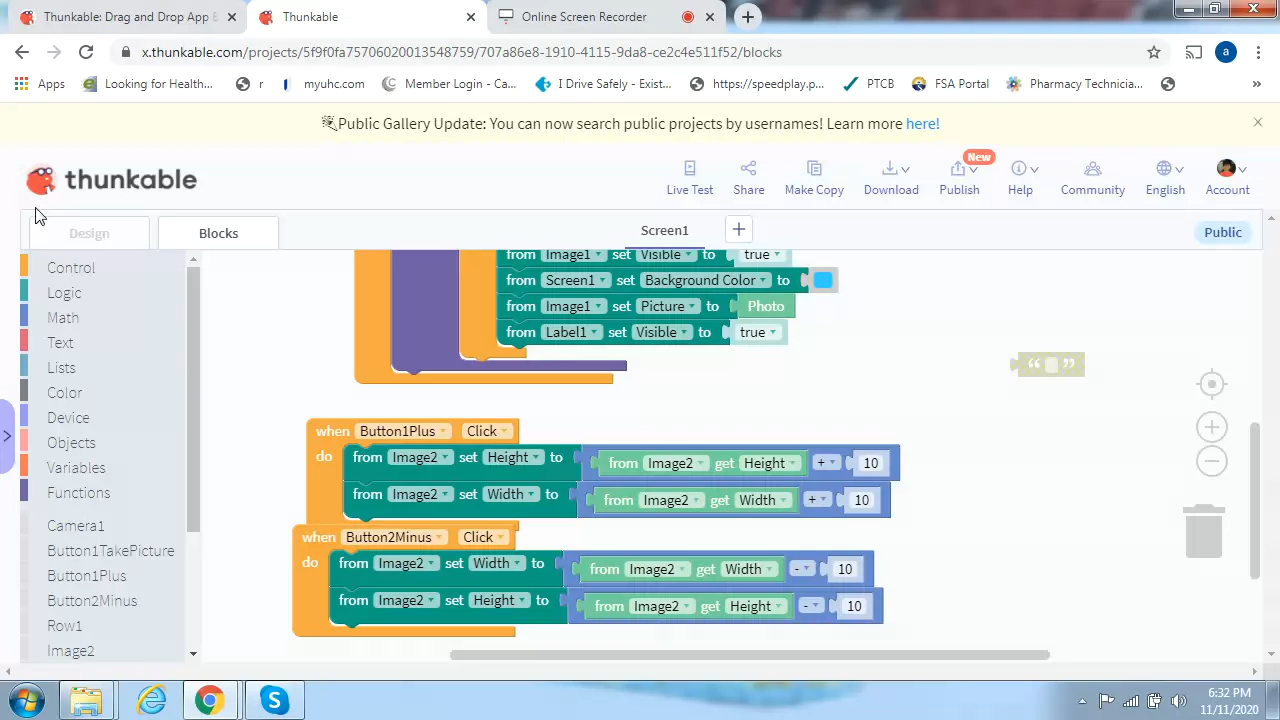 Thunkable: Drag and Drop App B
Thunkable
Online Screen Recorder
x.thunkable.com/projects/5f9f0fa75706020013548759/707a86e8-1910-4115-9da8-ce2c4e511f52/blocks
a
Apps
Looking for Health...
r
myuhc.com
Member Login - Ca...
I Drive Safely - Exist...
https://speedplay.p...
PTCB
FSA Portal
Pharmacy Technicia...
»
Public Gallery Update: You can now search public projects by usernames! Learn more here!
thunkable
Live Test
Share
Make Copy
Download
New
Publish
Help
Community
English
Account
Design
Blocks
Screen1
Public
Control
Logic
Math
Text
Lists
Color
Device
Objects
Variables
Functions
Camera1
Button1TakePicture
Button1Plus
Button2Minus
Row1
Image2
from Image1 set Visible to true
from Screen1 set Background Color to
from Image1 set Picture to Photo
from Label1 set Visible to true
“ ”
when Button1Plus Click
do from Image2 set Height to from Image2 get Height + 10
from Image2 set Width to from Image2 get Width + 10
when Button2Minus Click
do from Image2 set Width to from Image2 get Width - 10
from Image2 set Height to from Image2 get Height - 10
6:32 PM
11/11/2020